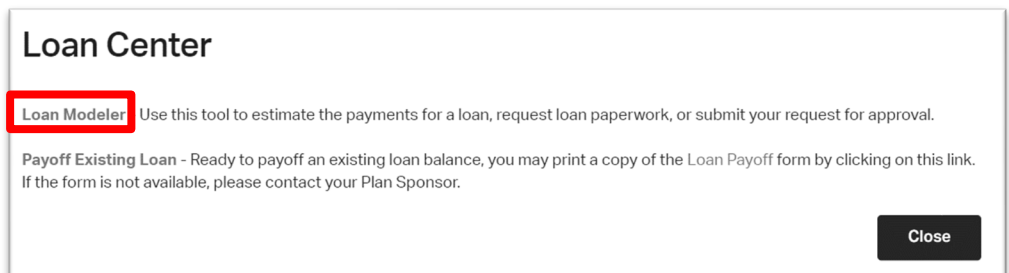 Loan Center
Loan Modeler Use this tool to estimate the payments for a loan, request loan paperwork, or submit your request for approval.
Payoff Existing Loan - Ready to payoff an existing loan balance, you may print a copy of the Loan Payoff form by clicking on this link.
If the form is not available, please contact your Plan Sponsor.
Close